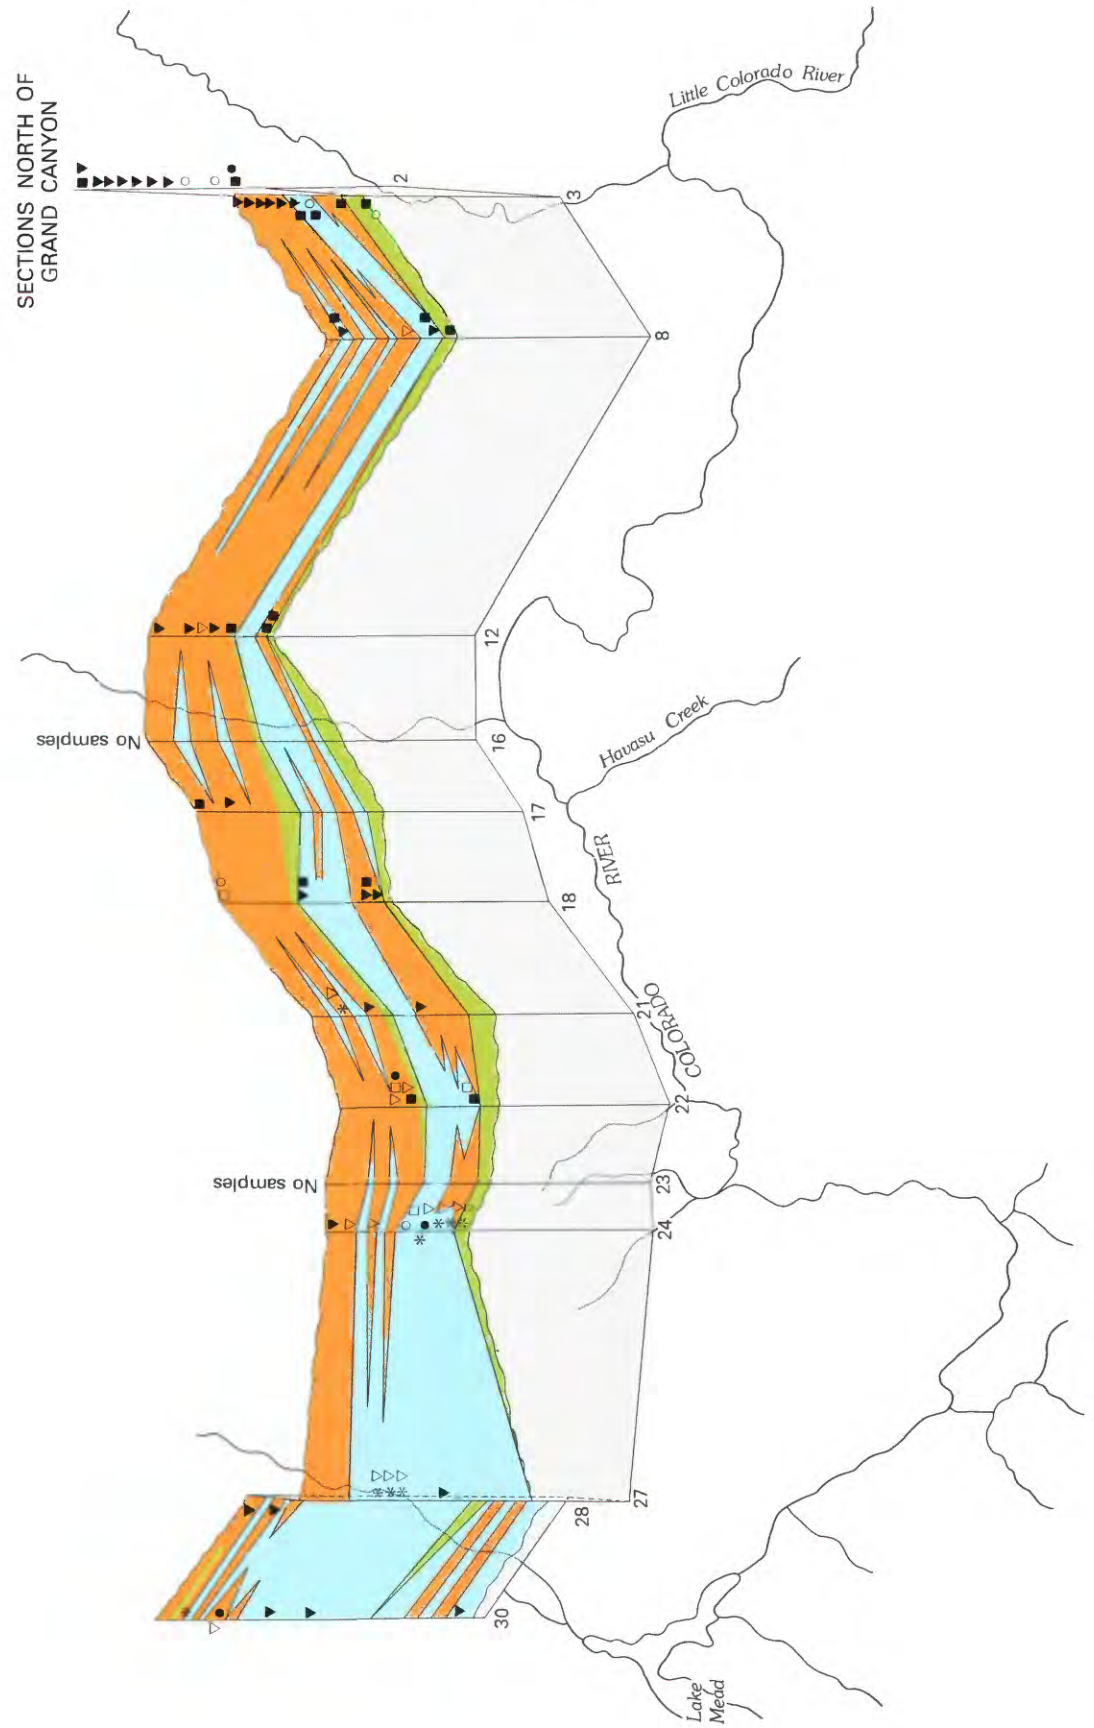 SECTIONS NORTH OF
GRAND CANYON
Little Colorado River
2
3
8
12
No samples
16
Havasu Creek
17
RIVER
18
COLORADO
21
22
No samples
23
24
27
28
30
Lake
Mead